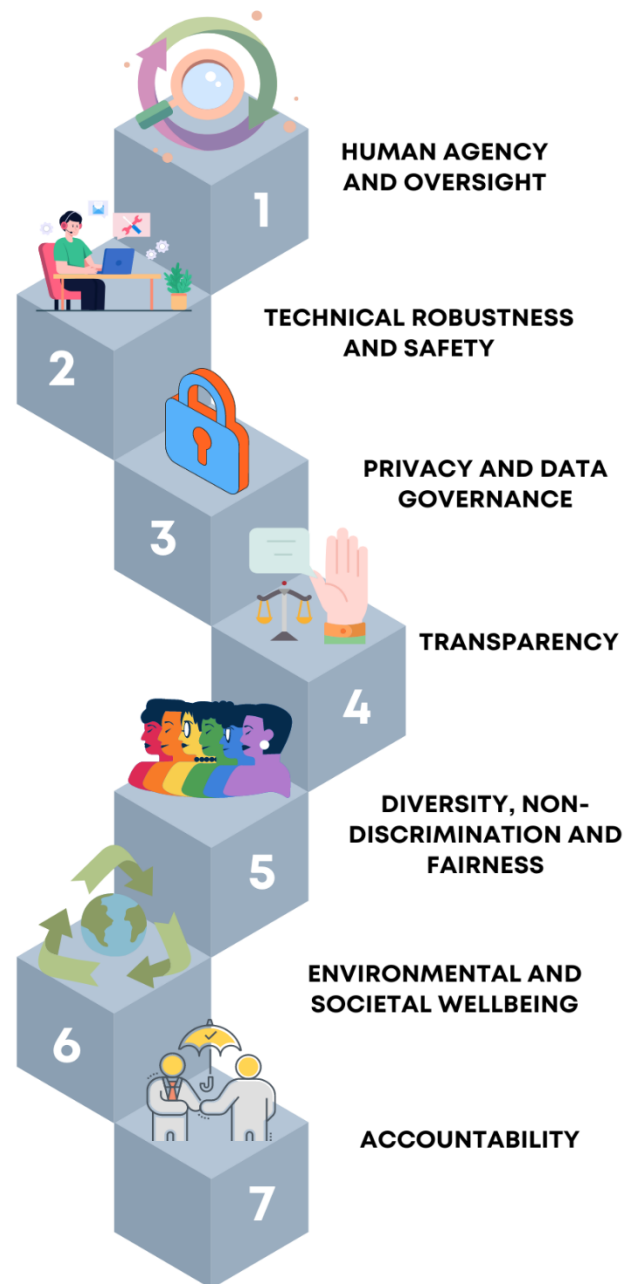 1
HUMAN AGENCY
AND OVERSIGHT
2
TECHNICAL ROBUSTNESS
AND SAFETY
3
PRIVACY AND DATA
GOVERNANCE
4
TRANSPARENCY
5
DIVERSITY, NON-
DISCRIMINATION AND
FAIRNESS
6
ENVIRONMENTAL AND
SOCIETAL WELLBEING
7
ACCOUNTABILITY